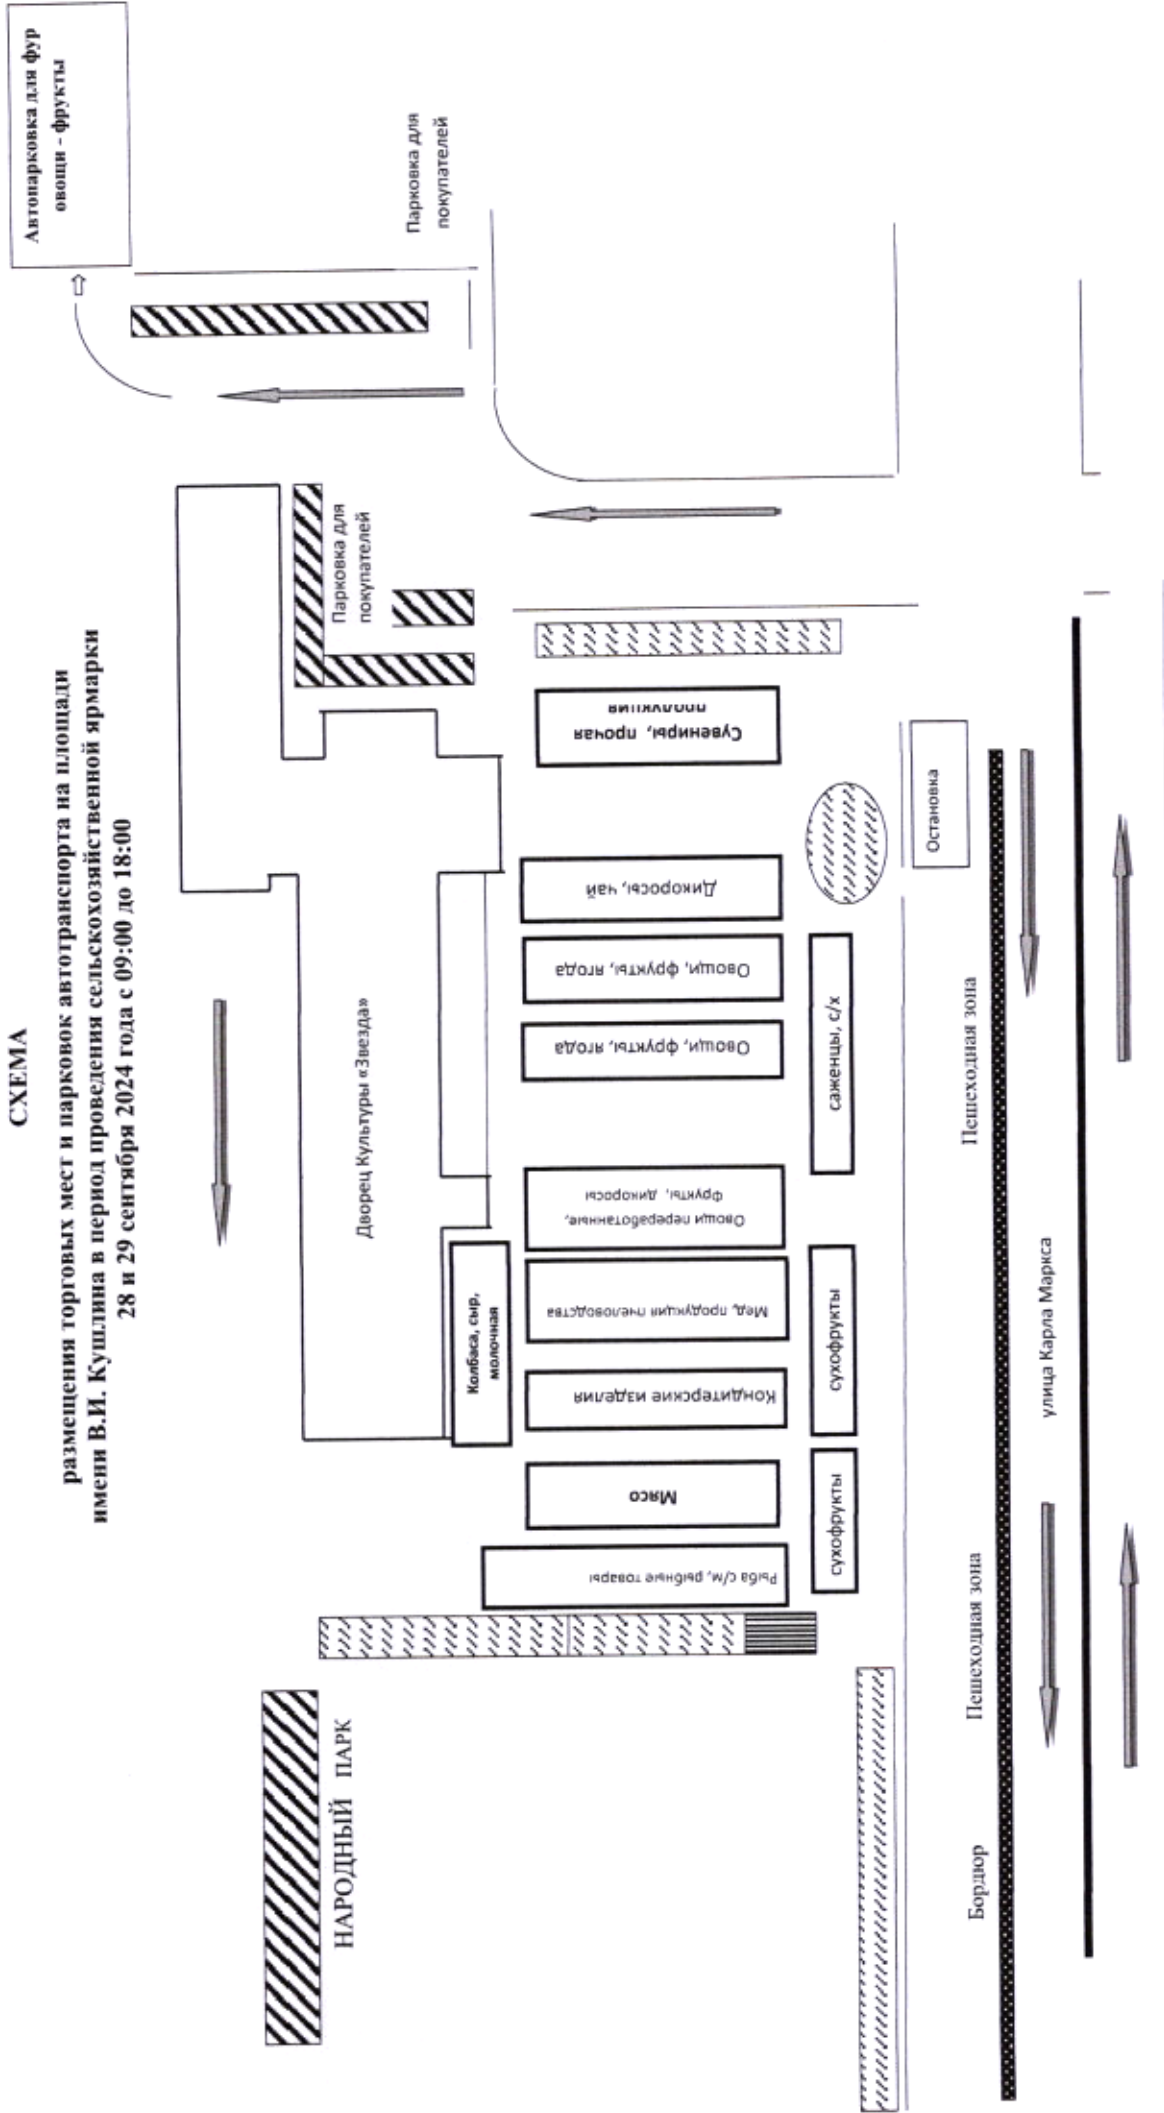 СХЕМА
размещения торговых мест и парковок автотранспорта на площади
имени В.И. Кушлина в период проведения сельскохозяйственной ярмарки
28 и 29 сентября 2024 года с 09:00 до 18:00
Автопарковка для фур
овощи - фрукты
Парковка для
покупателей
Парковка для
покупателей
Дворец Культуры «Звезда»
НАРОДНЫЙ ПАРК
Колбаса, сыр,
молочная
Рыба с/м, рыбные товары
Мясо
Кондитерские изделия
Мед, продукция пчеловодства
Овощи переработанные,
Фрукты, дикоросы
Овощи, фрукты, ягода
Овощи, фрукты, ягода
Дикоросы, чай
Сувениры, прочая
продукция
сухофрукты
сухофрукты
саженцы, с/х
Остановка
Бордюр
Пешеходная зона
Пешеходная зона
улица Карла Маркса